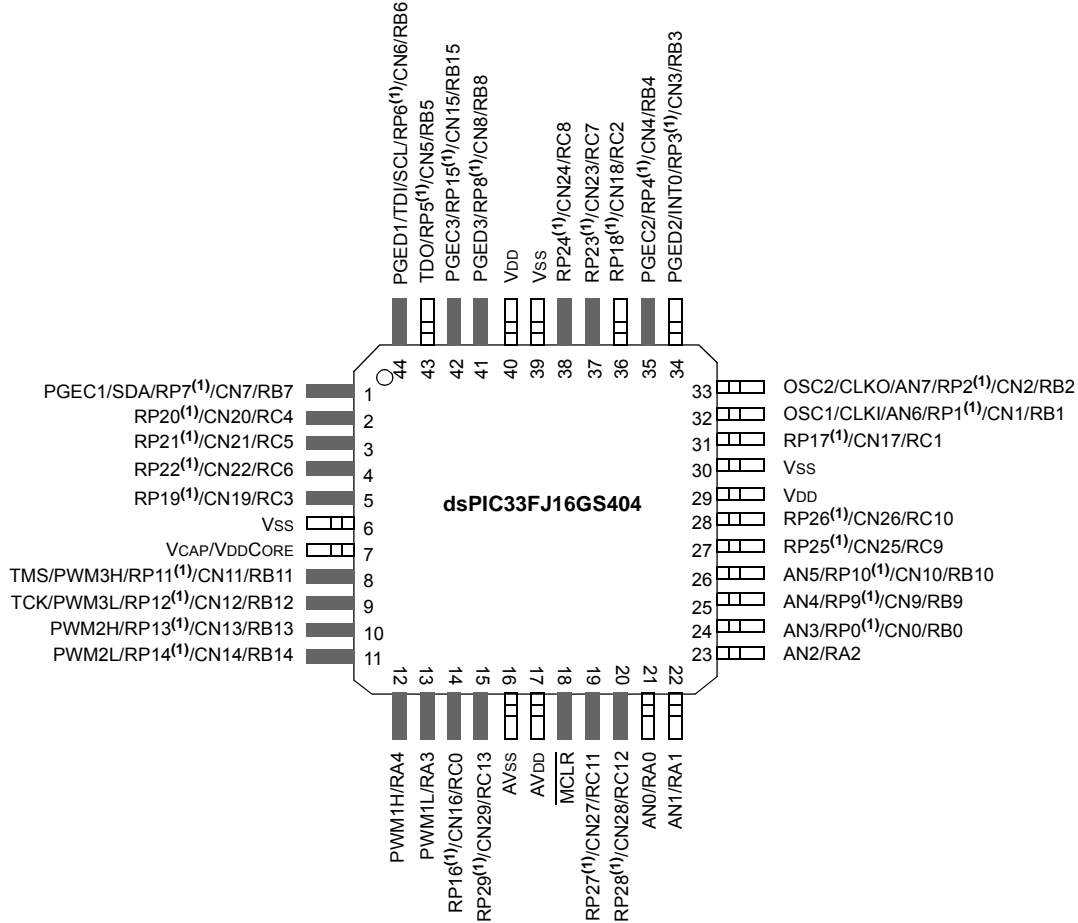 PGED1/TDI/SCL/RP6(1)/CN6/RB6
TDO/RP5(1)/CN5/RB5
PGEC3/RP15(1)/CN15/RB15
PGED3/RP8(1)/CN8/RB8
VDD
VSS
RP24(1)/CN24/RC8
RP23(1)/CN23/RC7
RP18(1)/CN18/RC2
PGEC2/RP4(1)/CN4/RB4
PGED2/INT0/RP3(1)/CN3/RB3
44 43 42 41 40 39 38 37 36 35 34
PGEC1/SDA/RP7(1)/CN7/RB7 1
RP20(1)/CN20/RC4 2
RP21(1)/CN21/RC5 3
RP22(1)/CN22/RC6 4
RP19(1)/CN19/RC3 5
VSS 6
VCAP/VDDCORE 7
TMS/PWM3H/RP11(1)/CN11/RB11 8
TCK/PWM3L/RP12(1)/CN12/RB12 9
PWM2H/RP13(1)/CN13/RB13 10
PWM2L/RP14(1)/CN14/RB14 11
dsPIC33FJ16GS404
33 OSC2/CLKO/AN7/RP2(1)/CN2/RB2
32 OSC1/CLKI/AN6/RP1(1)/CN1/RB1
31 RP17(1)/CN17/RC1
30 VSS
29 VDD
28 RP26(1)/CN26/RC10
27 RP25(1)/CN25/RC9
26 AN5/RP10(1)/CN10/RB10
25 AN4/RP9(1)/CN9/RB9
24 AN3/RP0(1)/CN0/RB0
23 AN2/RA2
12 13 14 15 16 17 18 19 20 21 22
PWM1H/RA4
PWM1L/RA3
RP16(1)/CN16/RC0
RP29(1)/CN29/RC13
AVSS
AVDD
MCLR
RP27(1)/CN27/RC11
RP28(1)/CN28/RC12
AN0/RA0
AN1/RA1